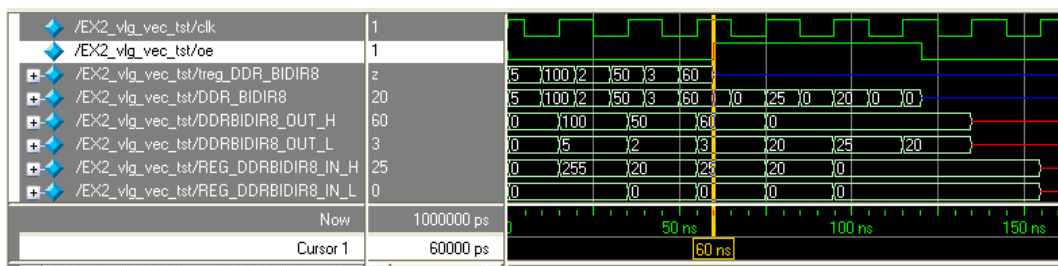 /EX2_vlg_vec_tst/clk 1
/EX2_vlg_vec_tst/oe 1
/EX2_vlg_vec_tst/treg_DDR_BIDIR8 z 5 100 2 50 3 60
/EX2_vlg_vec_tst/DDR_BIDIR8 20 5 100 2 50 3 60 0 25 0 20 0 0
/EX2_vlg_vec_tst/DDRBIDIR8_OUT_H 60 0 100 50 60 0
/EX2_vlg_vec_tst/DDRBIDIR8_OUT_L 3 0 5 2 3 20 25 20
/EX2_vlg_vec_tst/REG_DDRBIDIR8_IN_H 25 0 255 20 25 20 0
/EX2_vlg_vec_tst/REG_DDRBIDIR8_IN_L 0 0 0 0 0
Now 1000000 ps 50 ns 100 ns 150 ns
Cursor 1 60000 ps 60 ns